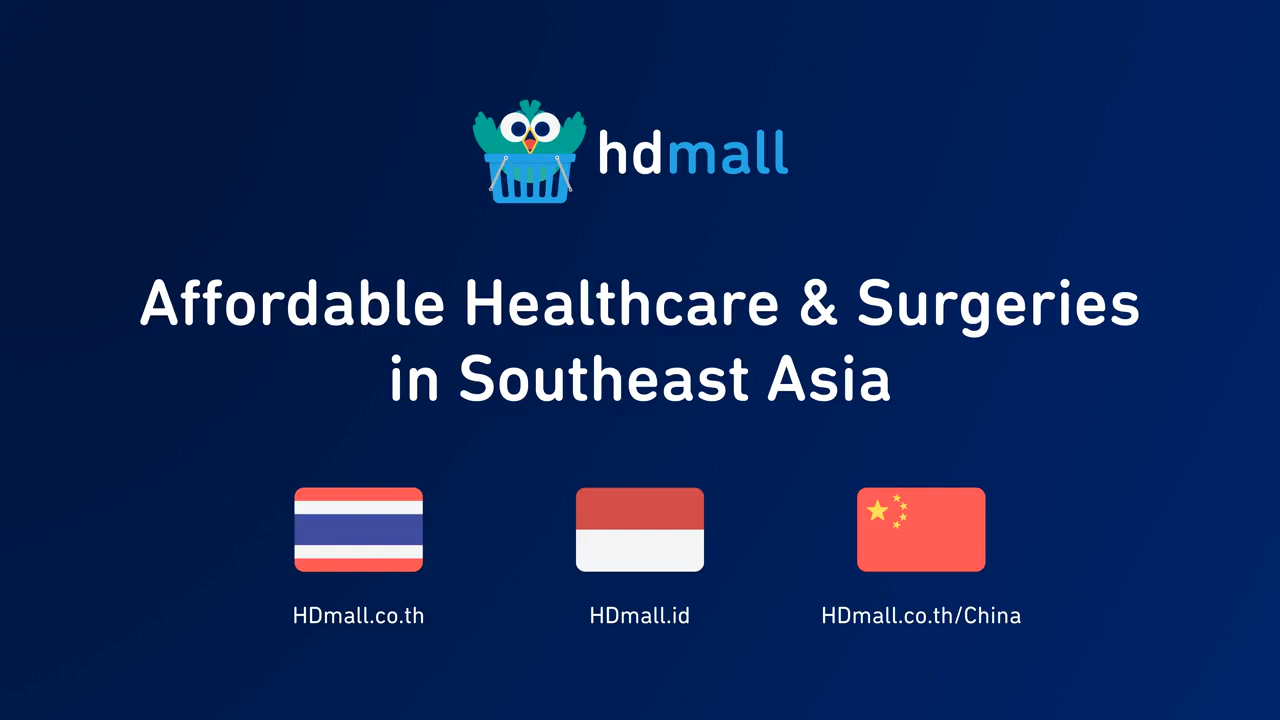 hdmall
Affordable Healthcare & Surgeries
in Southeast Asia
HDmall.co.th
HDmall.id
HDmall.co.th/China